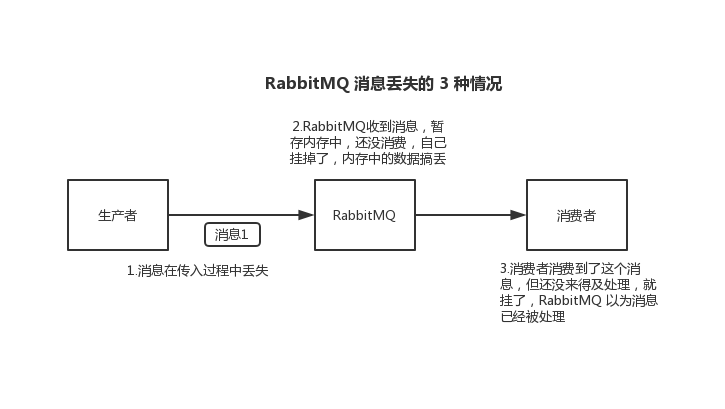 RabbitMQ 消息丢失的 3 种情况
2.RabbitMQ收到消息，暂
存内存中，还没消费，自己
挂掉了，内存中的数据搞丢
生产者
消息1
RabbitMQ
消费者
1.消息在传入过程中丢失
3.消费者消费到了这个消
息，但还没来得及处理，就
挂了，RabbitMQ 以为消息
已经被处理